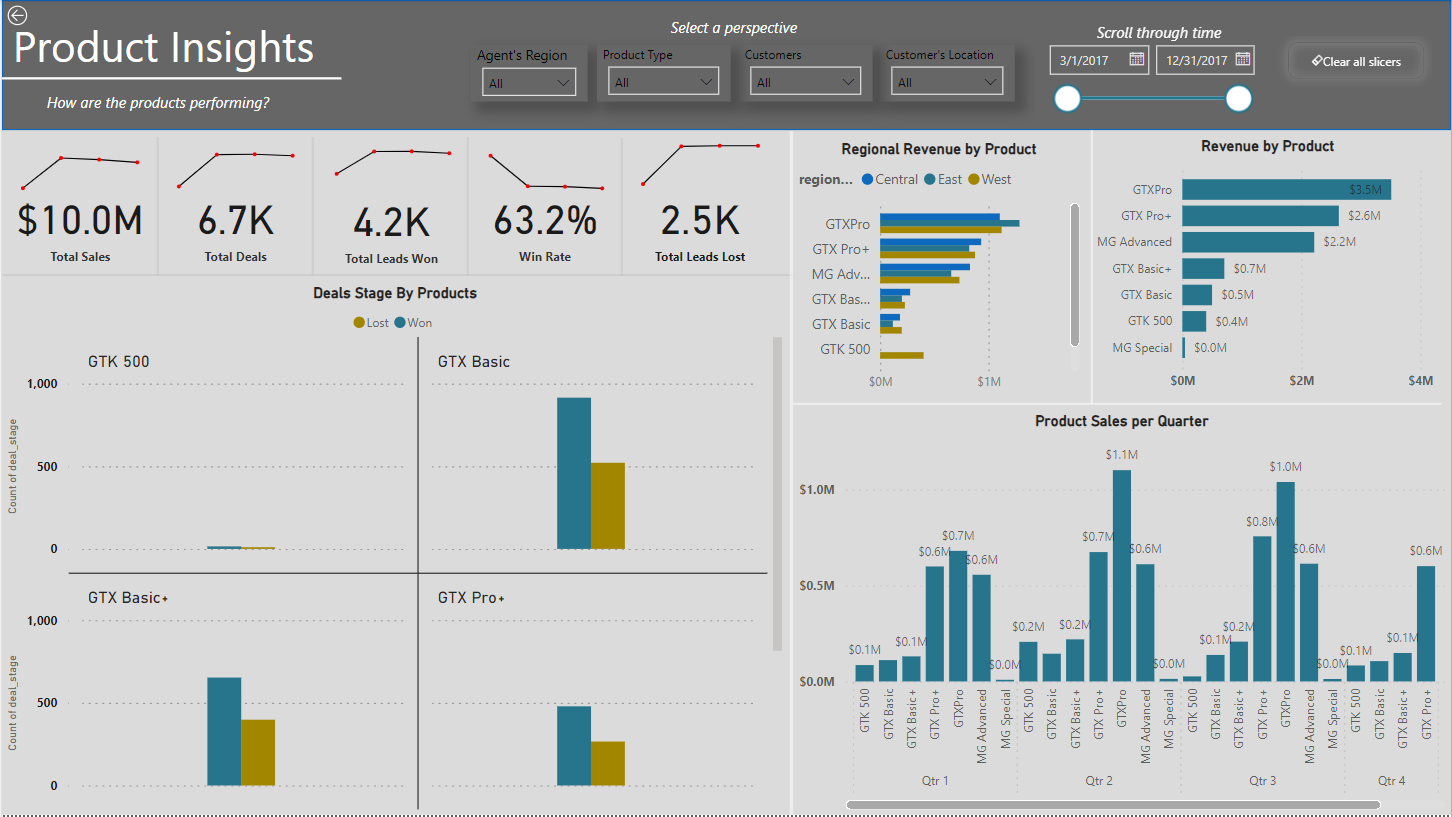 Product Insights
How are the products performing?
Select a perspective
Agent's Region
All
Product Type
All
Customers
All
Customer's Location
All
Scroll through time
3/1/2017
12/31/2017
Clear all slicers
$10.0M
Total Sales
6.7K
Total Deals
4.2K
Total Leads Won
63.2%
Win Rate
2.5K
Total Leads Lost
Deals Stage By Products
Lost Won
Count of deal_stage
GTK 500
1,000
500
0
GTX Basic
Count of deal_stage
GTX Basic+
1,000
500
0
GTX Pro+
Regional Revenue by Product
region... Central East West
GTXPro
GTX Pro+
MG Adv...
GTX Bas...
GTX Basic
GTK 500
$0M $1M
Revenue by Product
GTXPro $3.5M
GTX Pro+ $2.6M
MG Advanced $2.2M
GTX Basic+ $0.7M
GTX Basic $0.5M
GTK 500 $0.4M
MG Special $0.0M
$0M $2M $4M
Product Sales per Quarter
$1.0M
$0.5M
$0.0M
$0.1M $0.1M $0.6M $0.7M $0.6M $0.0M
$0.2M $0.2M $0.7M $1.1M $0.6M $0.0M
$0.1M $0.2M $0.8M $1.0M $0.6M $0.0M
$0.1M $0.1M $0.6M
GTK 500 GTX Basic GTX Basic+ GTX Pro+ GTXPro MG Advanced MG Special
GTK 500 GTX Basic GTX Basic+ GTX Pro+ GTXPro MG Advanced MG Special
GTK 500 GTX Basic GTX Basic+ GTX Pro+ GTXPro MG Advanced MG Special
GTK 500 GTX Basic GTX Basic+ GTX Pro+
Qtr 1 Qtr 2 Qtr 3 Qtr 4